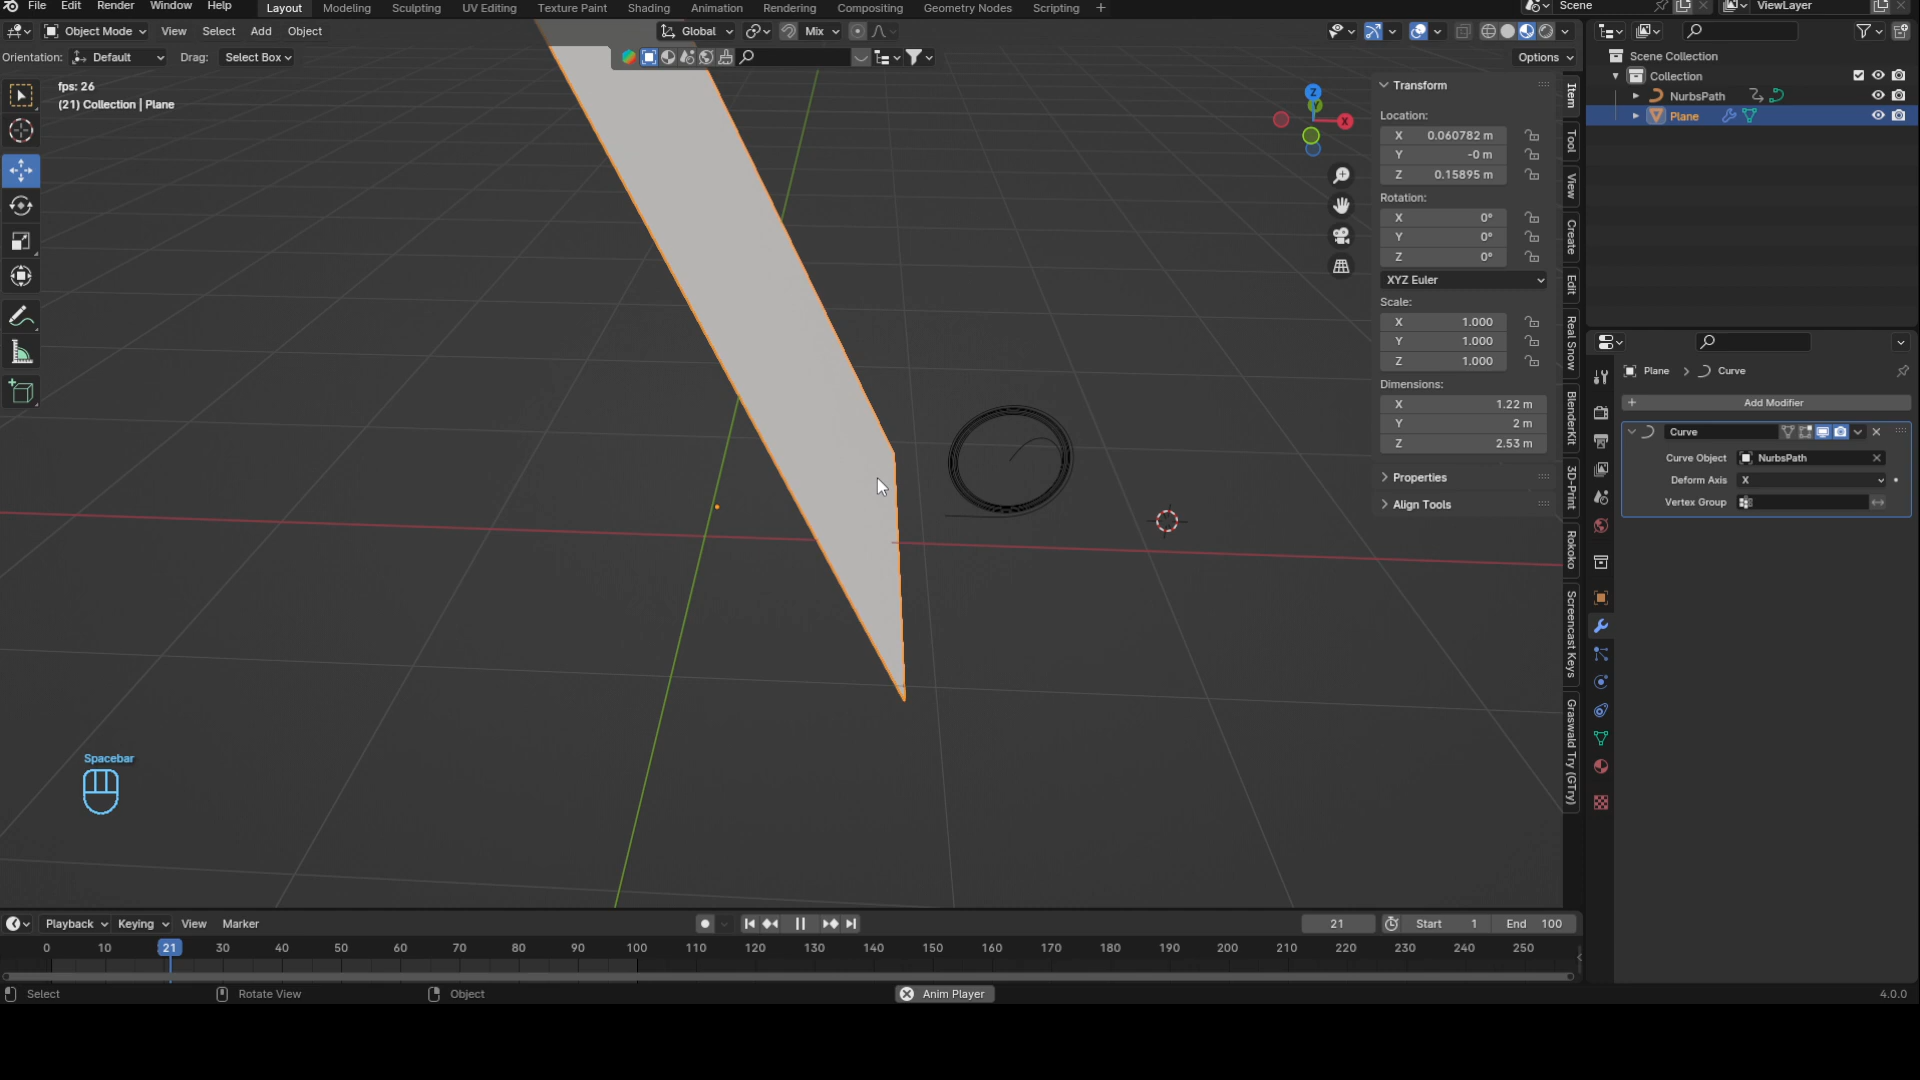 File Edit Render Window Help Layout Modeling Sculpting UV Editing Texture Paint Shading Animation Rendering Compositing Geometry Nodes Scripting + Scene ViewLayer
Object Mode View Select Add Object Global Mix
Orientation: Default Drag: Select Box Options
fps: 26
(21) Collection | Plane
Z
Y
X
Transform
Location:
X 0.060782 m
Y -0 m
Z 0.15895 m
Rotation:
X 0°
Y 0°
Z 0°
XYZ Euler
Scale:
X 1.000
Y 1.000
Z 1.000
Dimensions:
X 1.22 m
Y 2 m
Z 2.53 m
Properties
Align Tools
Item
Tool
View
Create
Edit
Real Snow
BlenderKit
3D-Print
Rokoko
Screencast Keys
Graswald Try (GTry)
Scene Collection
Collection
NurbsPath
Plane
Plane > Curve
+ Add Modifier
Curve
Curve Object NurbsPath
Deform Axis X
Vertex Group
Spacebar
Playback Keying View Marker 21 Start 1 End 100
0 10 21 30 40 50 60 70 80 90 100 110 120 130 140 150 160 170 180 190 200 210 220 230 240 250
Select Rotate View Object Anim Player 4.0.0